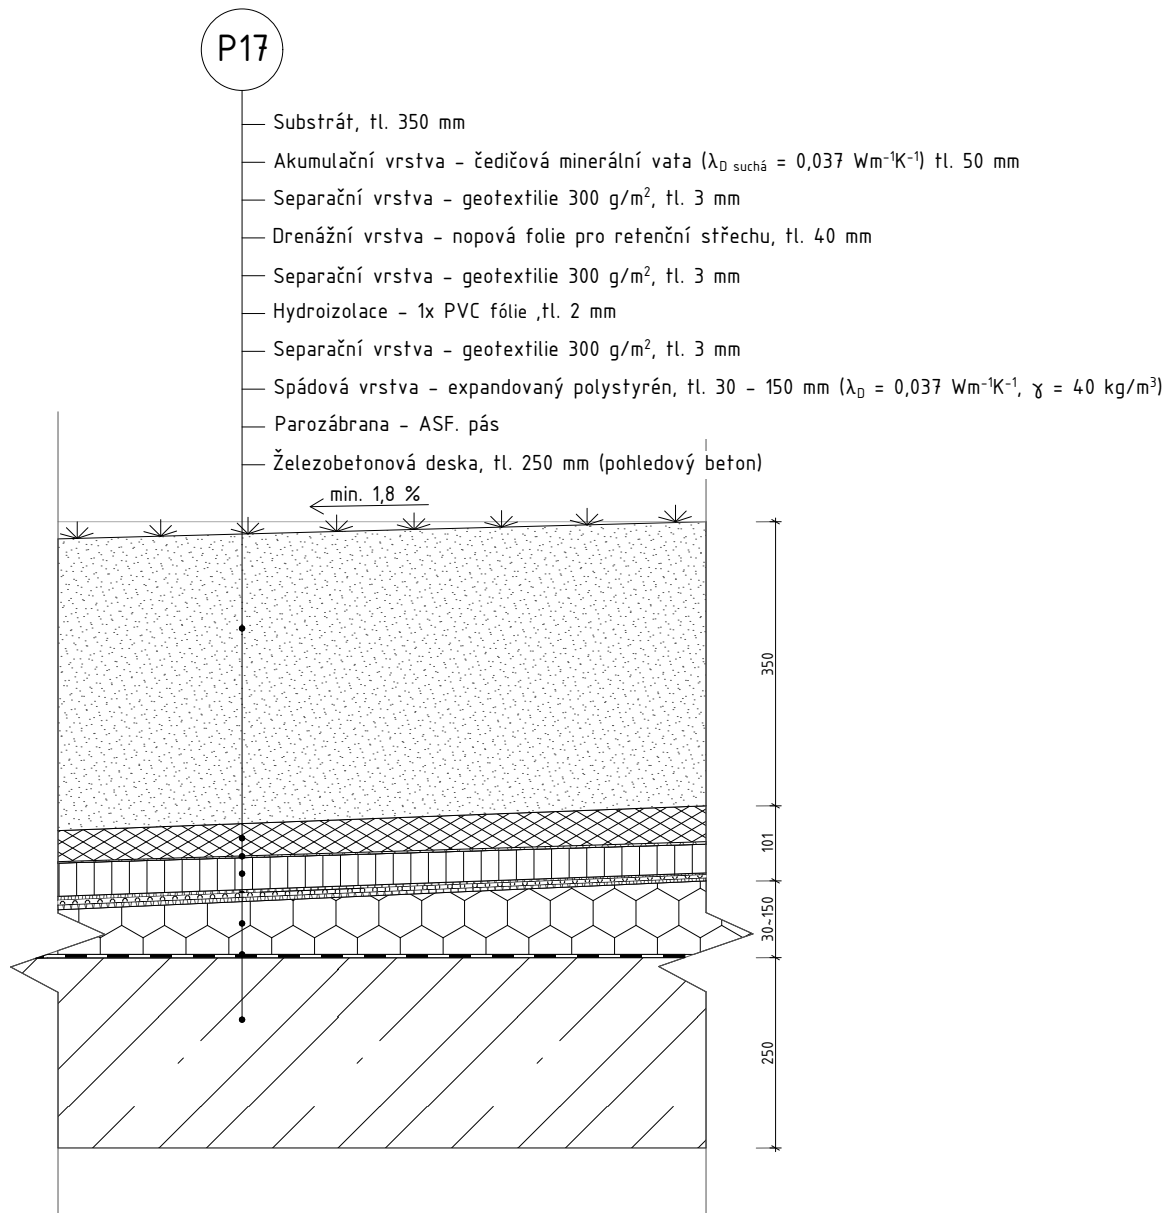 P17
Substrát, tl. 350 mm
Akumulační vrstva - čedičová minerální vata (λD suchá = 0,037 Wm⁻¹K⁻¹) tl. 50 mm
Separační vrstva - geotextilie 300 g/m², tl. 3 mm
Drenážní vrstva - nopová folie pro retenční střechu, tl. 40 mm
Separační vrstva - geotextilie 300 g/m², tl. 3 mm
Hydroizolace - 1x PVC fólie ,tl. 2 mm
Separační vrstva - geotextilie 300 g/m², tl. 3 mm
Spádová vrstva - expandovaný polystyrén, tl. 30 - 150 mm (λD = 0,037 Wm⁻¹K⁻¹, γ = 40 kg/m³)
Parozábrana - ASF. pás
Železobetonová deska, tl. 250 mm (pohledový beton)
min. 1,8 %
350
101
30~150
250